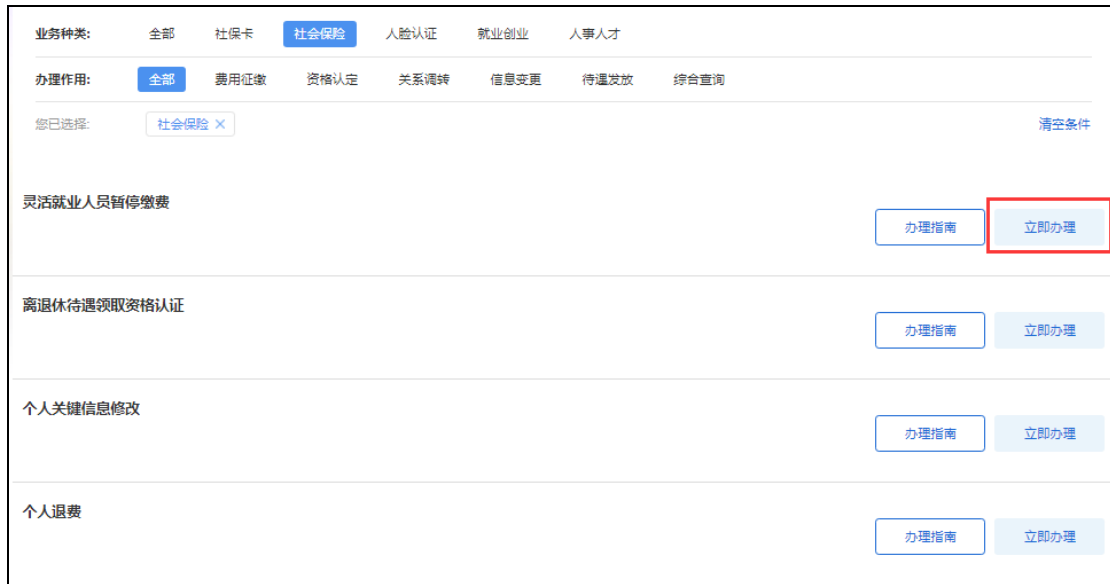 业务种类: 全部 社保卡 社会保险 人脸认证 就业创业 人事人才
办理作用: 全部 费用征缴 资格认定 关系调转 信息变更 待遇发放 综合查询
您已选择: 社会保险 × 清空条件
灵活就业人员暂停缴费
办理指南 立即办理
离退休待遇领取资格认证
办理指南 立即办理
个人关键信息修改
办理指南 立即办理
个人退费
办理指南 立即办理